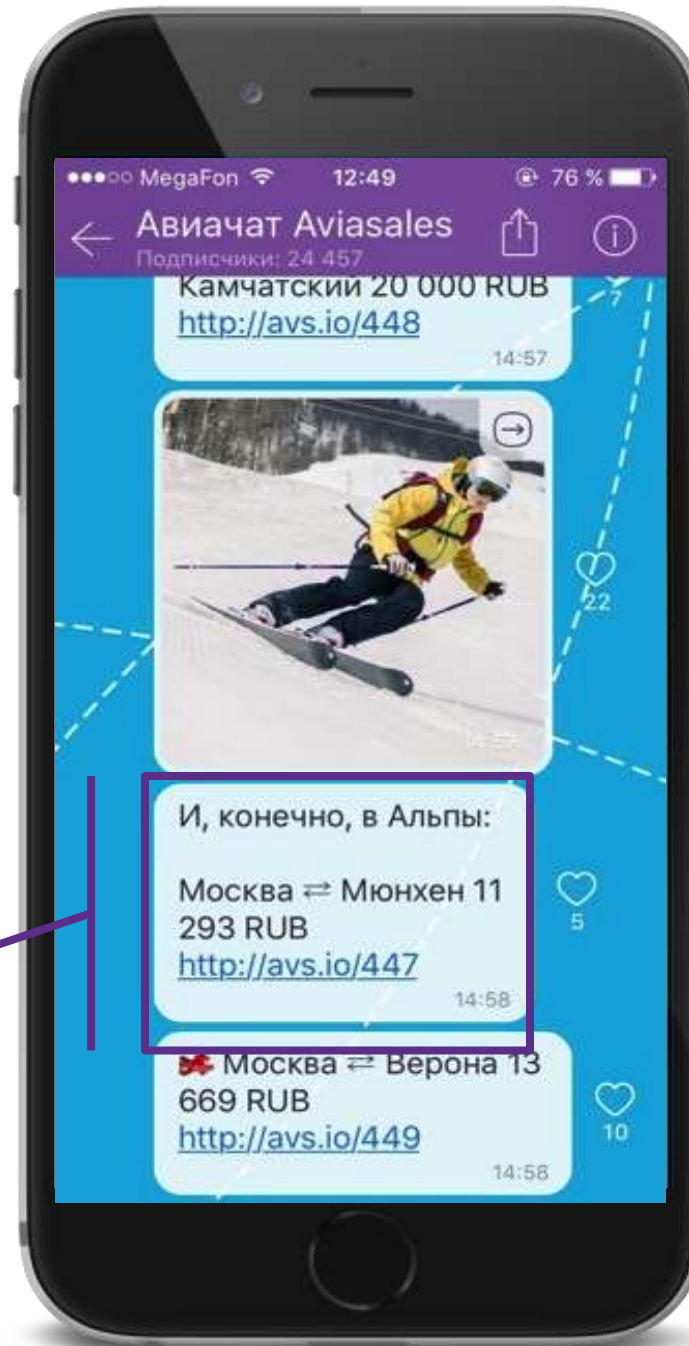 MegaFon 12:49 76 %
Авиачат Aviasales
Подписчики: 24 457
Камчатский 20 000 RUB
7
http://avs.io/448
14:57
22
И, конечно, в Альпы:
Москва ⇄ Мюнхен 11
293 RUB
5
http://avs.io/447
14:58
Москва ⇄ Верона 13
669 RUB
http://avs.io/449
10
14:58